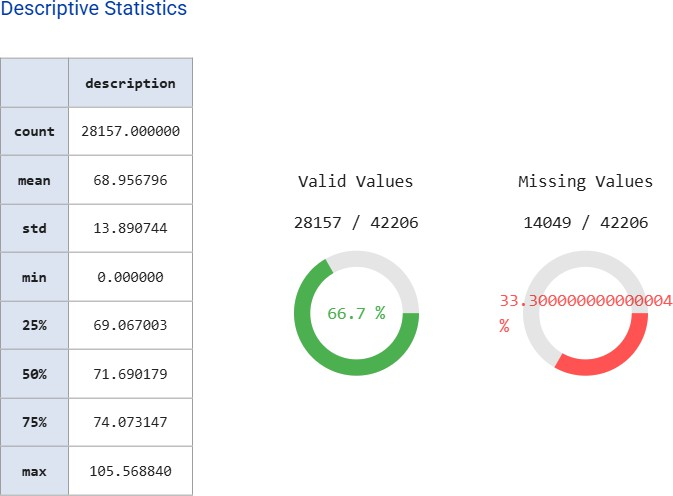 Descriptive Statistics
description
count 28157.000000
mean 68.956796
std 13.890744
min 0.000000
25% 69.067003
50% 71.690179
75% 74.073147
max 105.568840
Valid Values
28157 / 42206
66.7 %
Missing Values
14049 / 42206
33.300000000000004
%